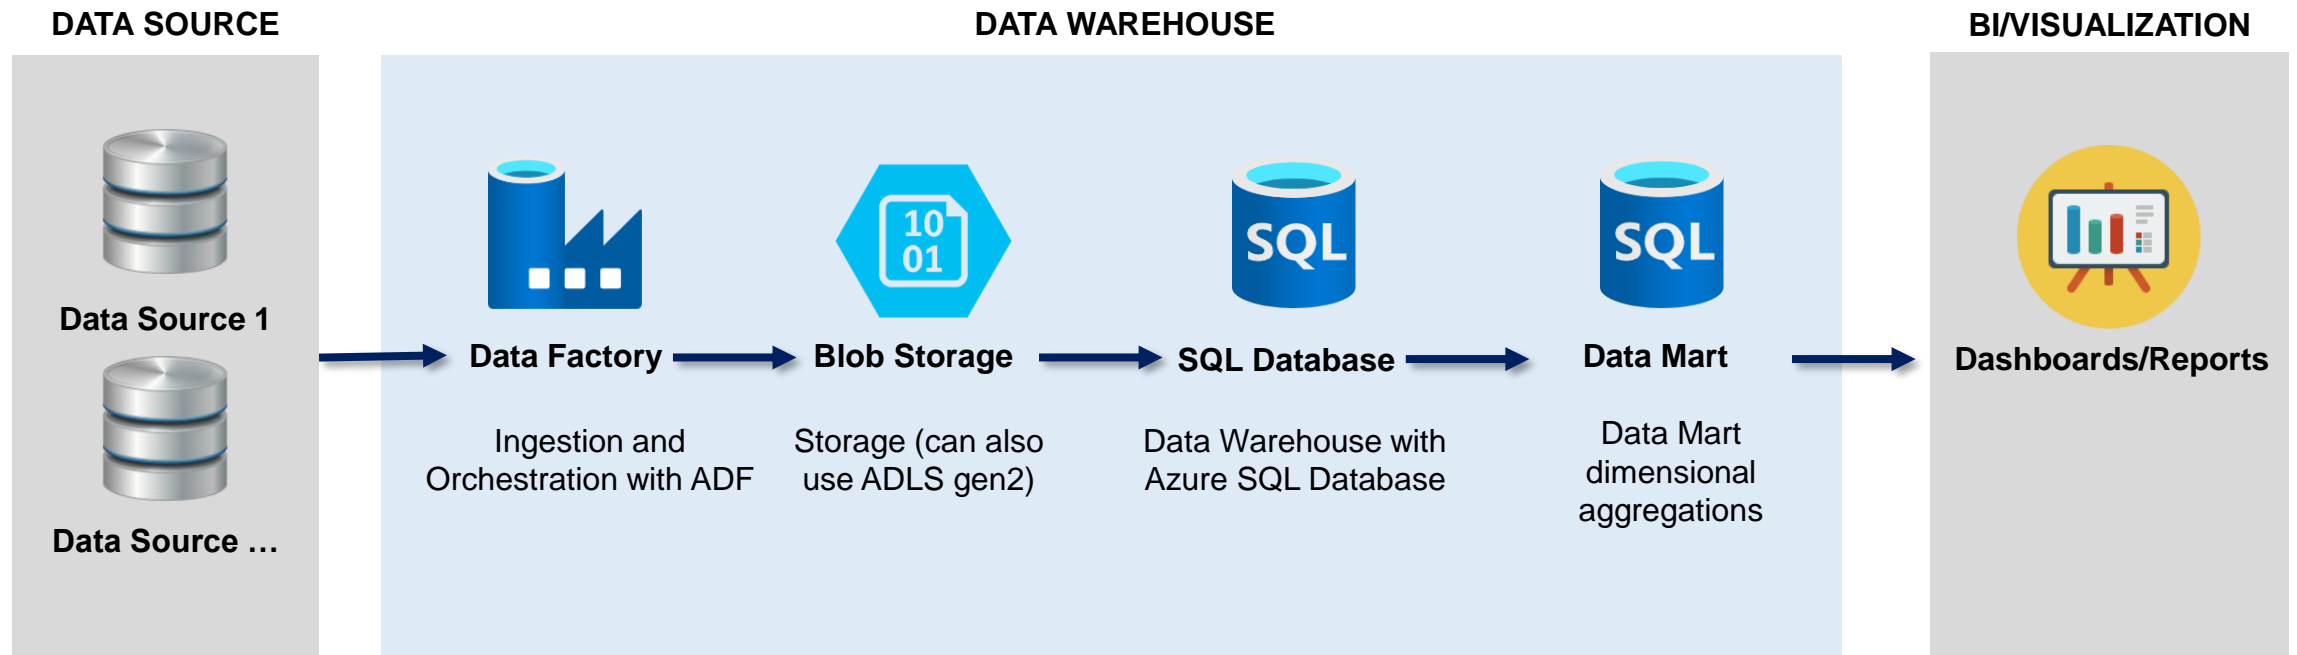 DATA SOURCE
DATA WAREHOUSE
BI/VISUALIZATION
Data Source 1
Data Source …
10
01
SQL
SQL
Data Factory
Blob Storage
SQL Database
Data Mart
Dashboards/Reports
Ingestion and
Orchestration with ADF
Storage (can also
use ADLS gen2)
Data Warehouse with
Azure SQL Database
Data Mart
dimensional
aggregations